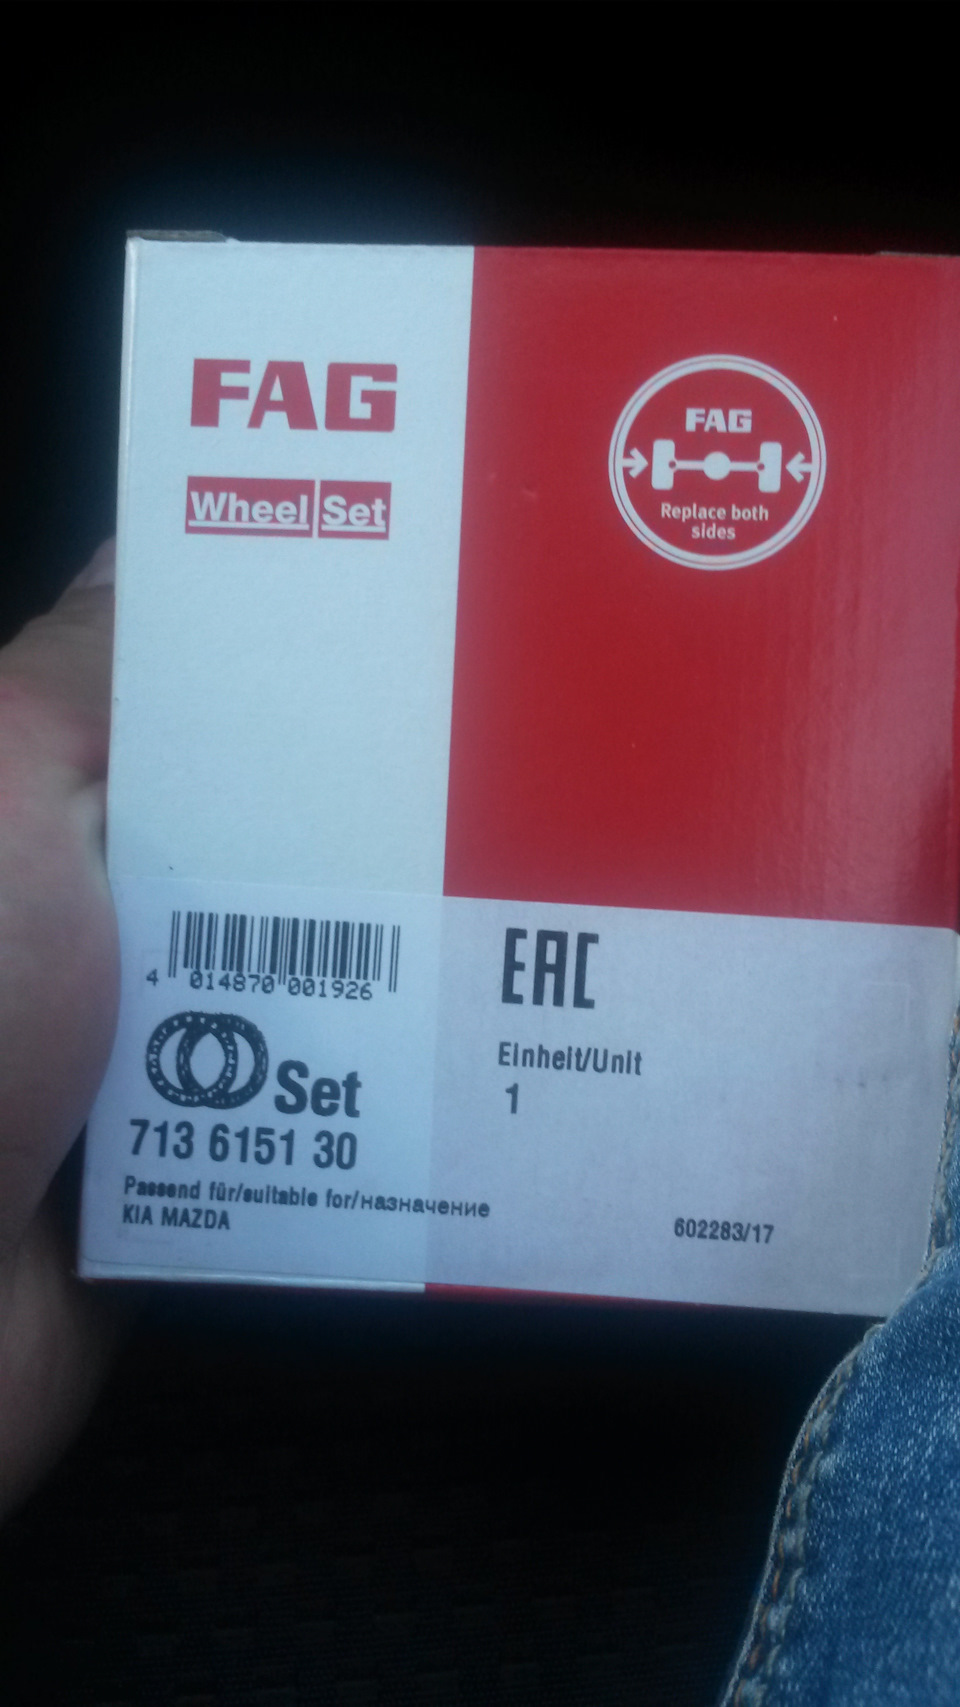 FAG
Wheel Set
FAG
Replace both
sides
4 014870 001926
EAC
Einheit/Unit
1
Set
713 6151 30
Passend für/suitable for/назначение
KIA MAZDA
602283/17